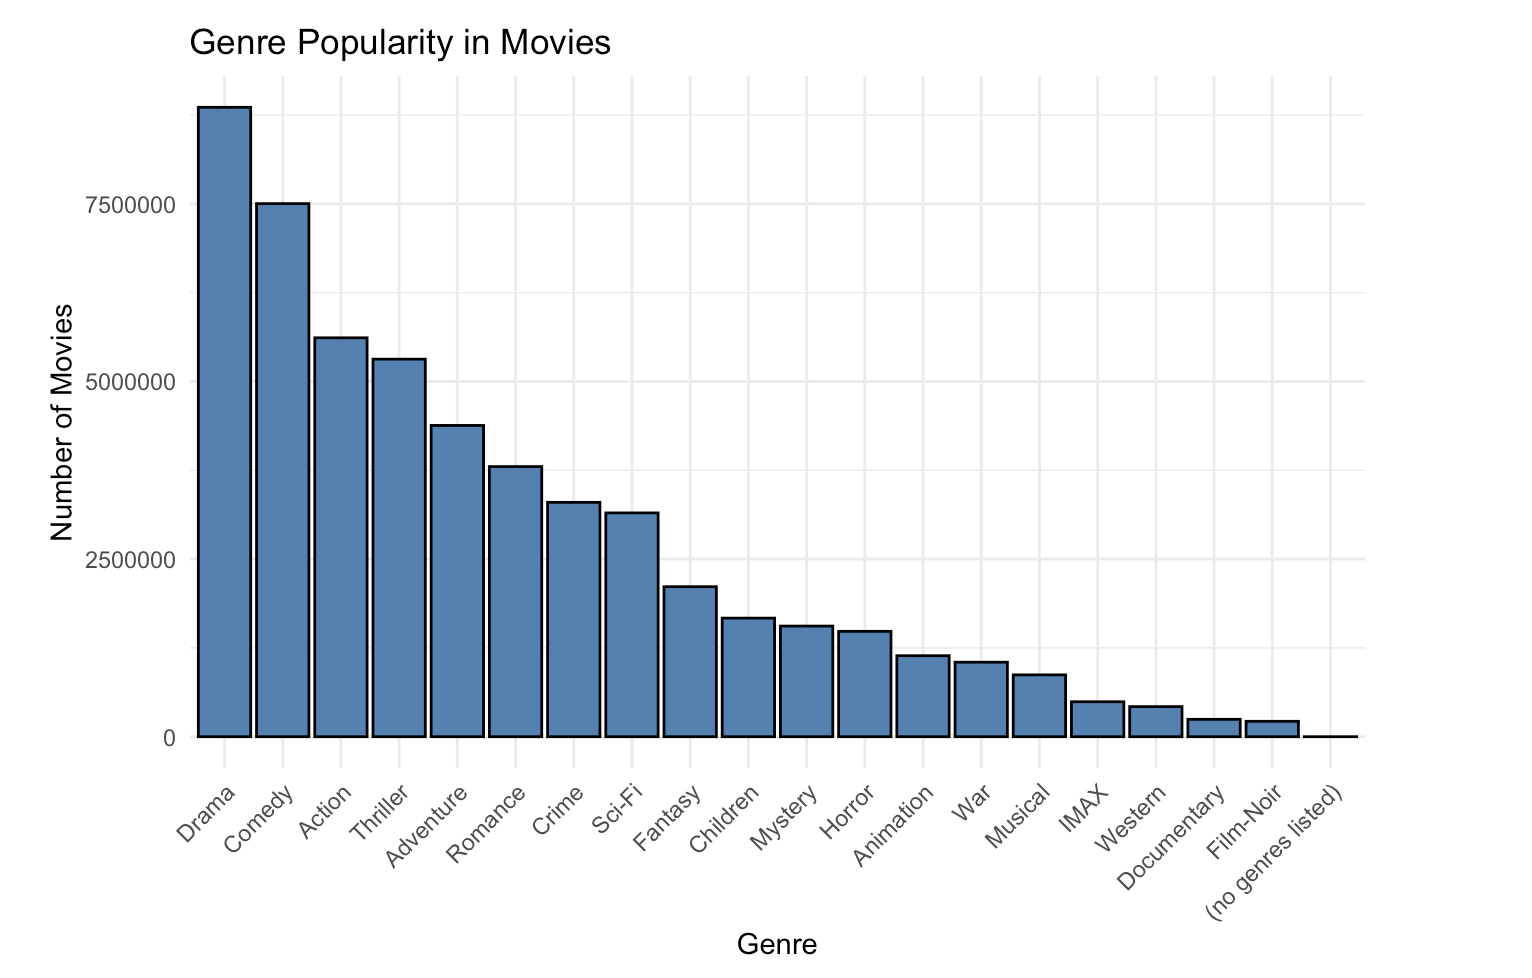 Genre Popularity in Movies
Number of Movies
7500000
5000000
2500000
0
Drama
Comedy
Action
Thriller
Adventure
Romance
Crime
Sci-Fi
Fantasy
Children
Mystery
Horror
Animation
War
Musical
IMAX
Western
Documentary
Film-Noir
(no genres listed)
Genre